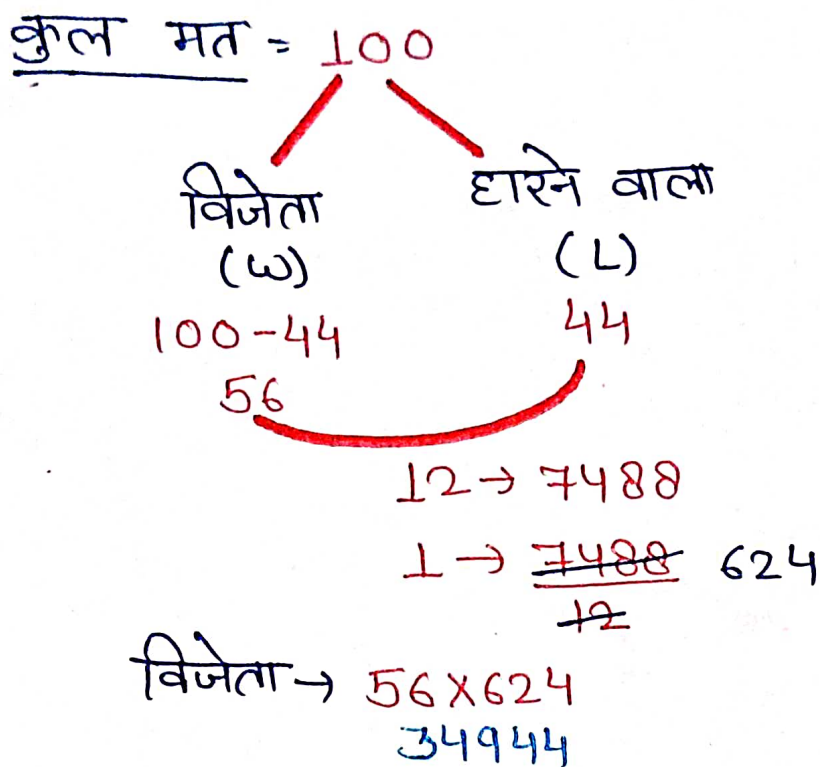 कुल मत = 100
विजेता हारने वाला
(W) (L)
100-44 44
56
12 → 7488
1 → 7488/12 624
विजेता → 56×624
34944